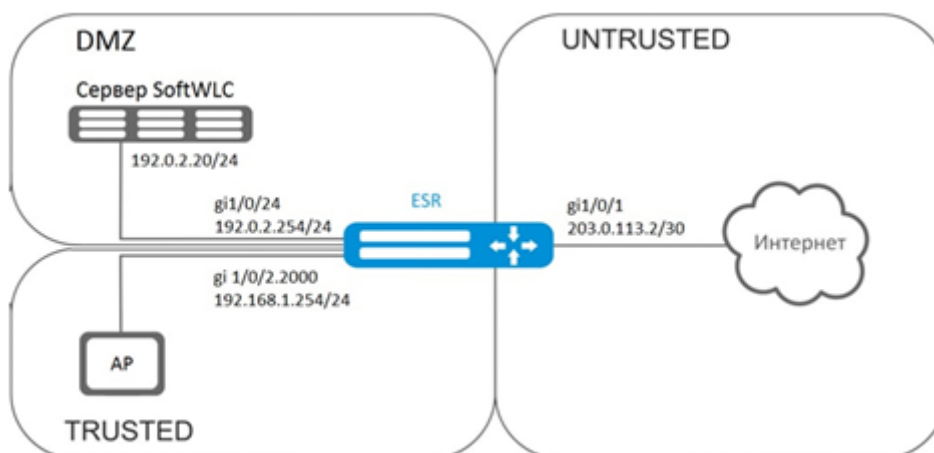 DMZ
UNTRUSTED
Сервер SoftWLC
192.0.2.20/24
gi1/0/24
192.0.2.254/24
ESR
gi1/0/1
203.0.113.2/30
Интернет
gi 1/0/2.2000
192.168.1.254/24
AP
TRUSTED